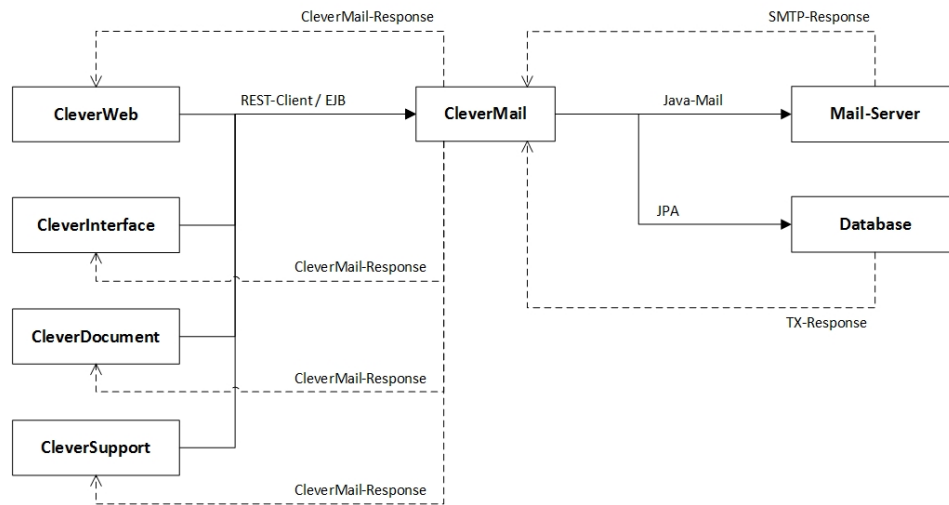 CleverMail-Response
SMTP-Response
CleverWeb
REST-Client / EJB
CleverMail
Java-Mail
Mail-Server
CleverInterface
JPA
Database
CleverMail-Response
TX-Response
CleverDocument
CleverMail-Response
CleverSupport
CleverMail-Response